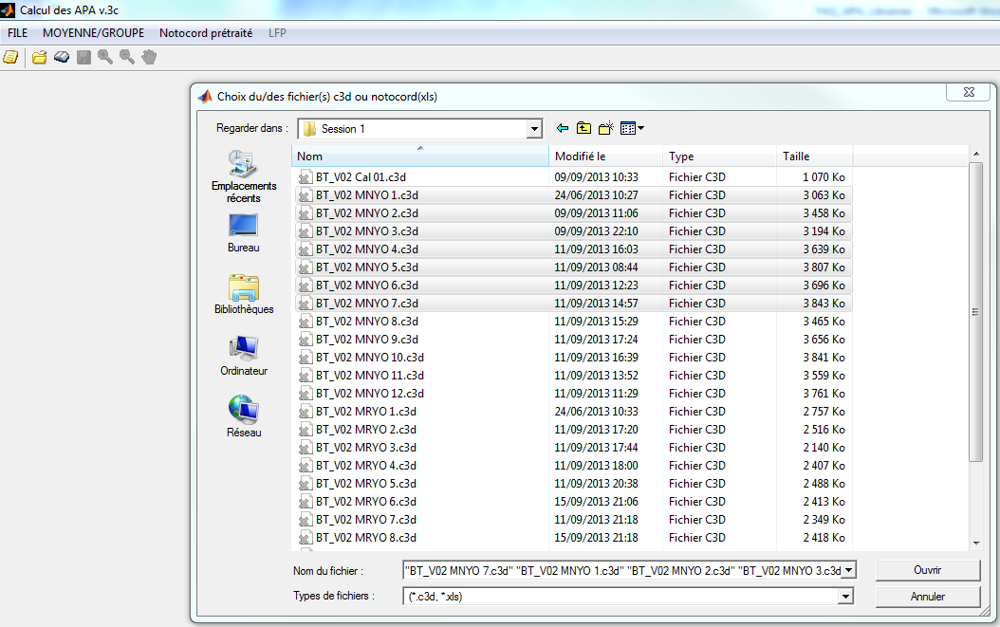 Calcul des APA v.3c
FILE MOYENNE/GROUPE Notocord prétraité LFP
Choix du/des fichier(s) c3d ou notocord(xls)
Regarder dans : Session 1
Nom Modifié le Type Taille
BT_V02 Cal 01.c3d 09/09/2013 10:33 Fichier C3D 1 070 Ko
BT_V02 MNYO 1.c3d 24/06/2013 10:27 Fichier C3D 3 063 Ko
BT_V02 MNYO 2.c3d 09/09/2013 11:06 Fichier C3D 3 458 Ko
BT_V02 MNYO 3.c3d 09/09/2013 22:10 Fichier C3D 3 194 Ko
BT_V02 MNYO 4.c3d 11/09/2013 16:03 Fichier C3D 3 639 Ko
BT_V02 MNYO 5.c3d 11/09/2013 08:44 Fichier C3D 3 807 Ko
BT_V02 MNYO 6.c3d 11/09/2013 12:23 Fichier C3D 3 696 Ko
BT_V02 MNYO 7.c3d 11/09/2013 14:57 Fichier C3D 3 843 Ko
BT_V02 MNYO 8.c3d 11/09/2013 15:29 Fichier C3D 3 465 Ko
BT_V02 MNYO 9.c3d 11/09/2013 17:24 Fichier C3D 3 656 Ko
BT_V02 MNYO 10.c3d 11/09/2013 16:39 Fichier C3D 3 841 Ko
BT_V02 MNYO 11.c3d 11/09/2013 13:52 Fichier C3D 3 559 Ko
BT_V02 MNYO 12.c3d 11/09/2013 11:29 Fichier C3D 3 761 Ko
BT_V02 MRYO 1.c3d 24/06/2013 10:33 Fichier C3D 2 757 Ko
BT_V02 MRYO 2.c3d 11/09/2013 17:20 Fichier C3D 2 516 Ko
BT_V02 MRYO 3.c3d 11/09/2013 17:44 Fichier C3D 2 140 Ko
BT_V02 MRYO 4.c3d 11/09/2013 18:00 Fichier C3D 2 407 Ko
BT_V02 MRYO 5.c3d 11/09/2013 20:38 Fichier C3D 2 488 Ko
BT_V02 MRYO 6.c3d 15/09/2013 21:06 Fichier C3D 2 413 Ko
BT_V02 MRYO 7.c3d 11/09/2013 21:18 Fichier C3D 2 349 Ko
BT_V02 MRYO 8.c3d 15/09/2013 21:18 Fichier C3D 2 418 Ko
Emplacements
récents
Bureau
Bibliothèques
Ordinateur
Réseau
Nom du fichier : "BT_V02 MNYO 7.c3d" "BT_V02 MNYO 1.c3d" "BT_V02 MNYO 2.c3d" "BT_V02 MNYO 3.c3d Ouvrir
Types de fichiers : (*.c3d, *.xls) Annuler